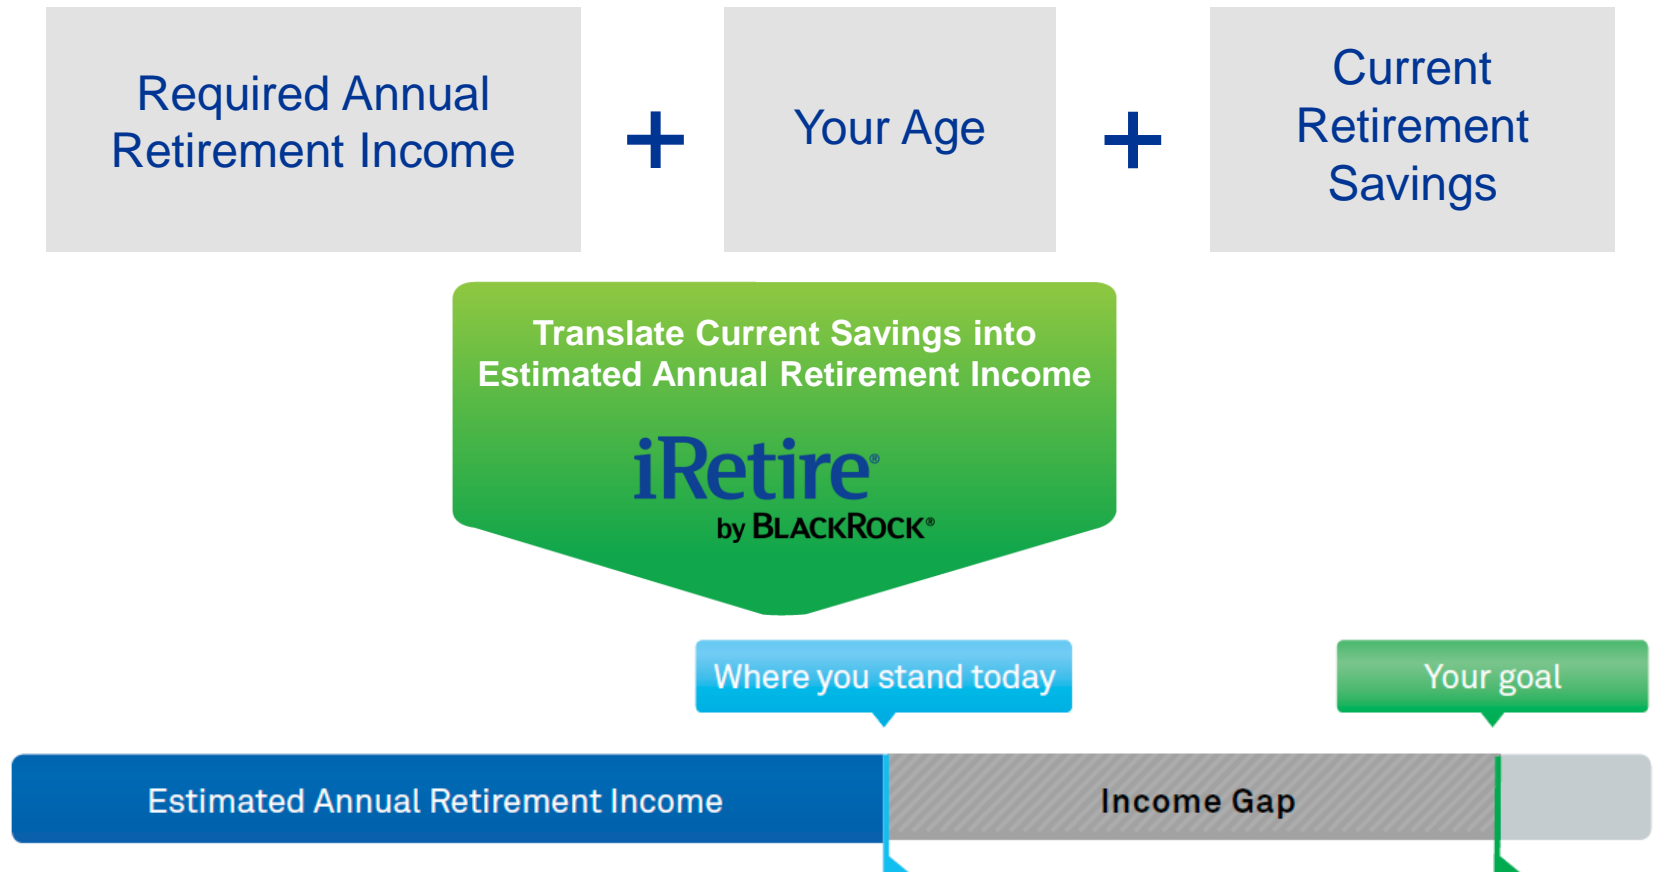 Required Annual
Retirement Income
+
Your Age
+
Current
Retirement
Savings
Translate Current Savings into
Estimated Annual Retirement Income
iRetire®
by BLACKROCK®
Where you stand today
Your goal
Estimated Annual Retirement Income
Income Gap